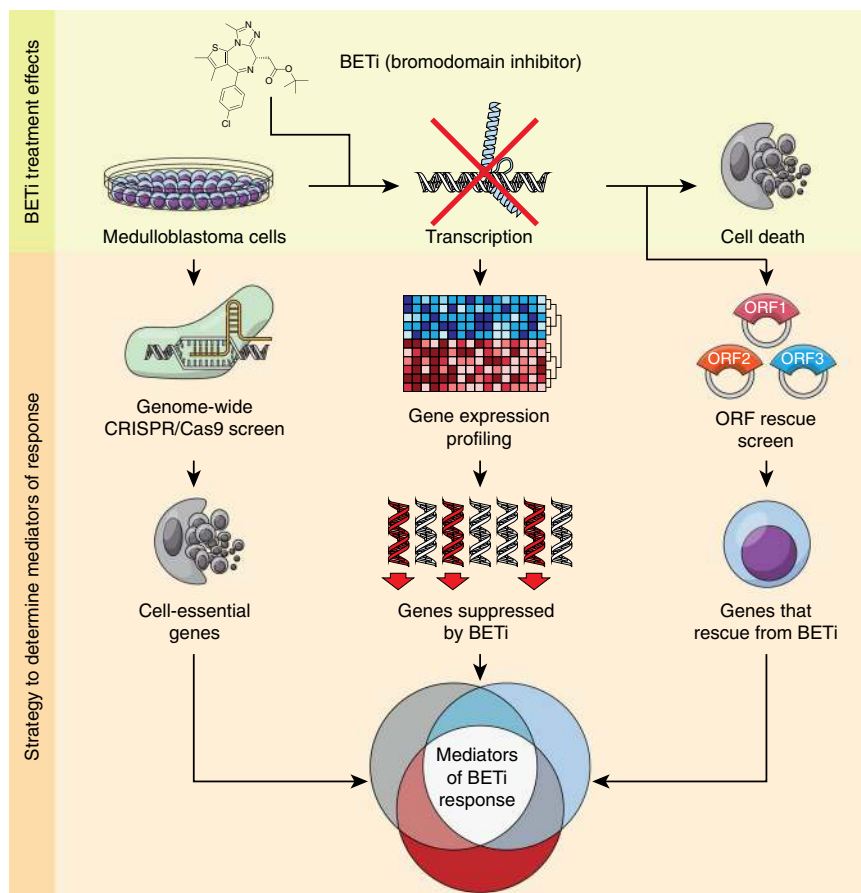 BETi treatment effects
N
N
N
S
N
O
O
Cl
BETi (bromodomain inhibitor)
Medulloblastoma cells
Transcription
Cell death
Strategy to determine mediators of response
Genome-wide
CRISPR/Cas9 screen
Gene expression
profiling
ORF1
ORF2
ORF3
ORF rescue
screen
Cell-essential
genes
Genes suppressed
by BETi
Genes that
rescue from BETi
Mediators
of BETi
response